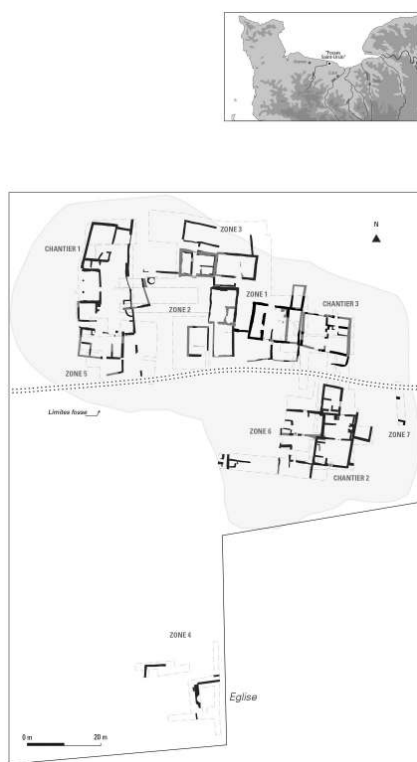 ZONE 3
CHANTIER 1
N
ZONE 1
CHANTIER 3
ZONE 2
ZONE 5
Limites fouille
ZONE 6
ZONE 7
CHANTIER 2
ZONE 4
Eglise
0 m
20 m